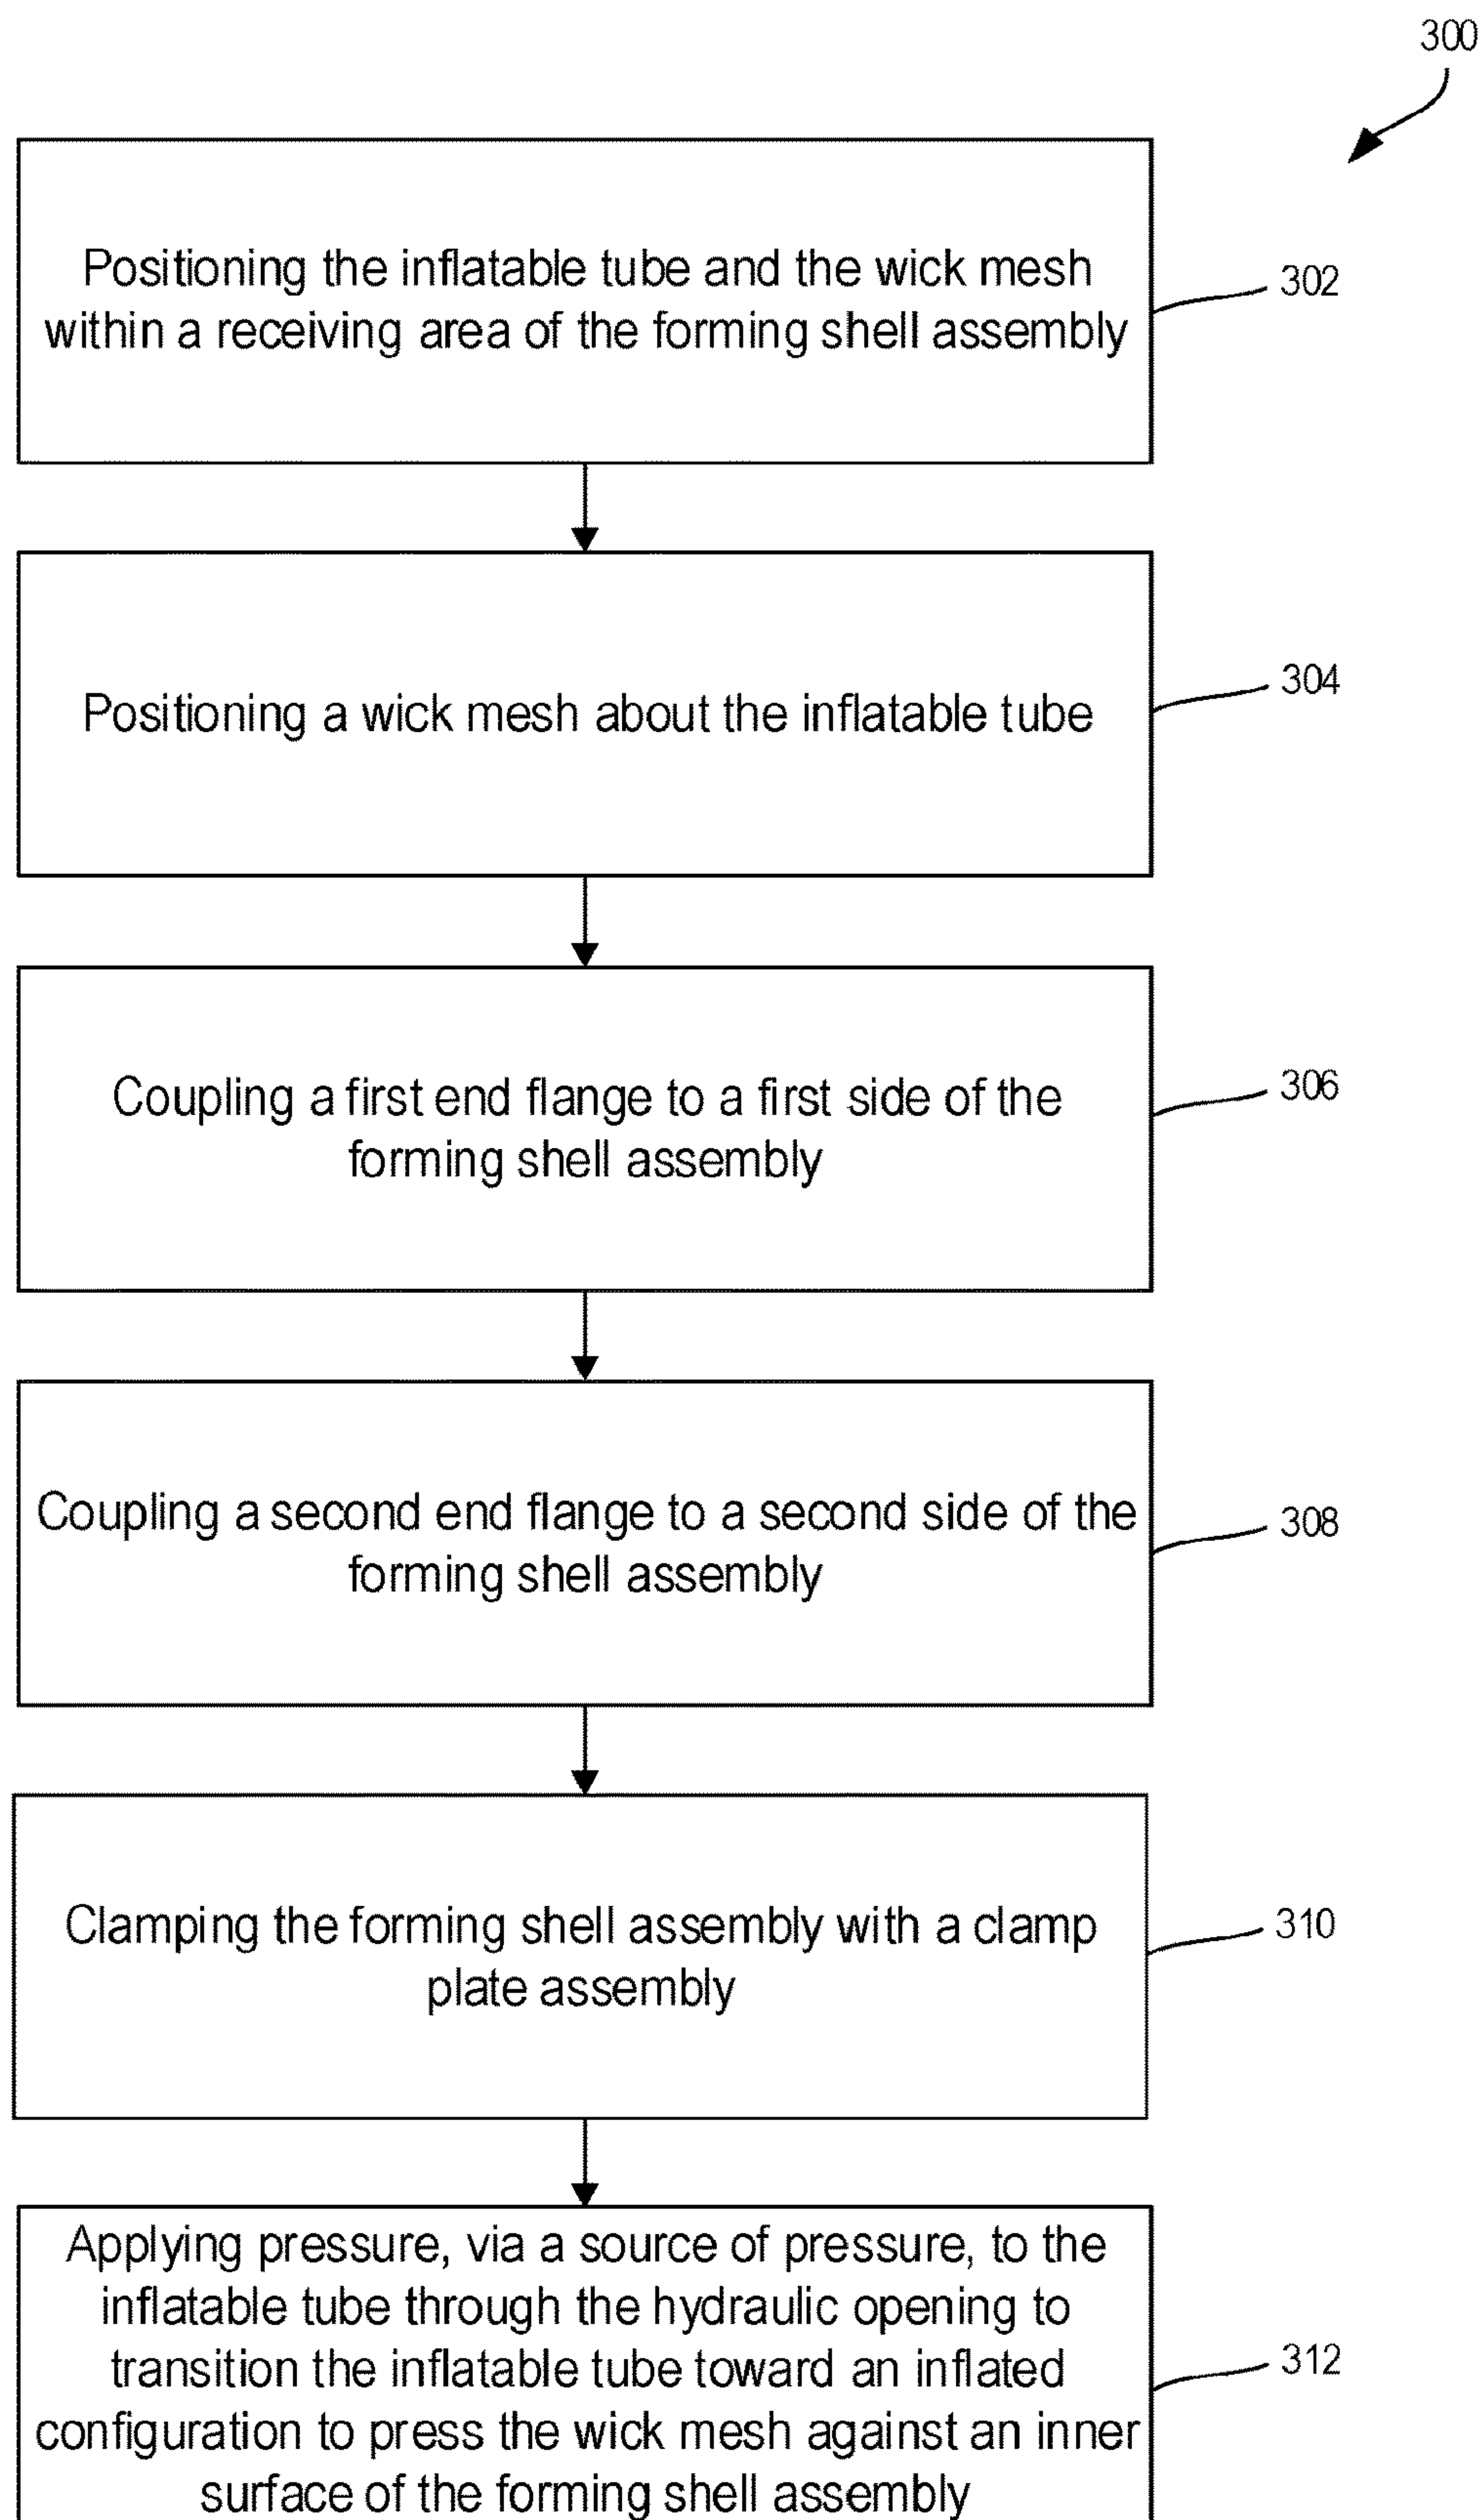 300
Positioning the inflatable tube and the wick mesh
within a receiving area of the forming shell assembly
302
Positioning a wick mesh about the inflatable tube
304
Coupling a first end flange to a first side of the
forming shell assembly
306
Coupling a second end flange to a second side of the
forming shell assembly
308
Clamping the forming shell assembly with a clamp
plate assembly
310
Applying pressure, via a source of pressure, to the
inflatable tube through the hydraulic opening to
transition the inflatable tube toward an inflated
configuration to press the wick mesh against an inner
surface of the forming shell assembly
312